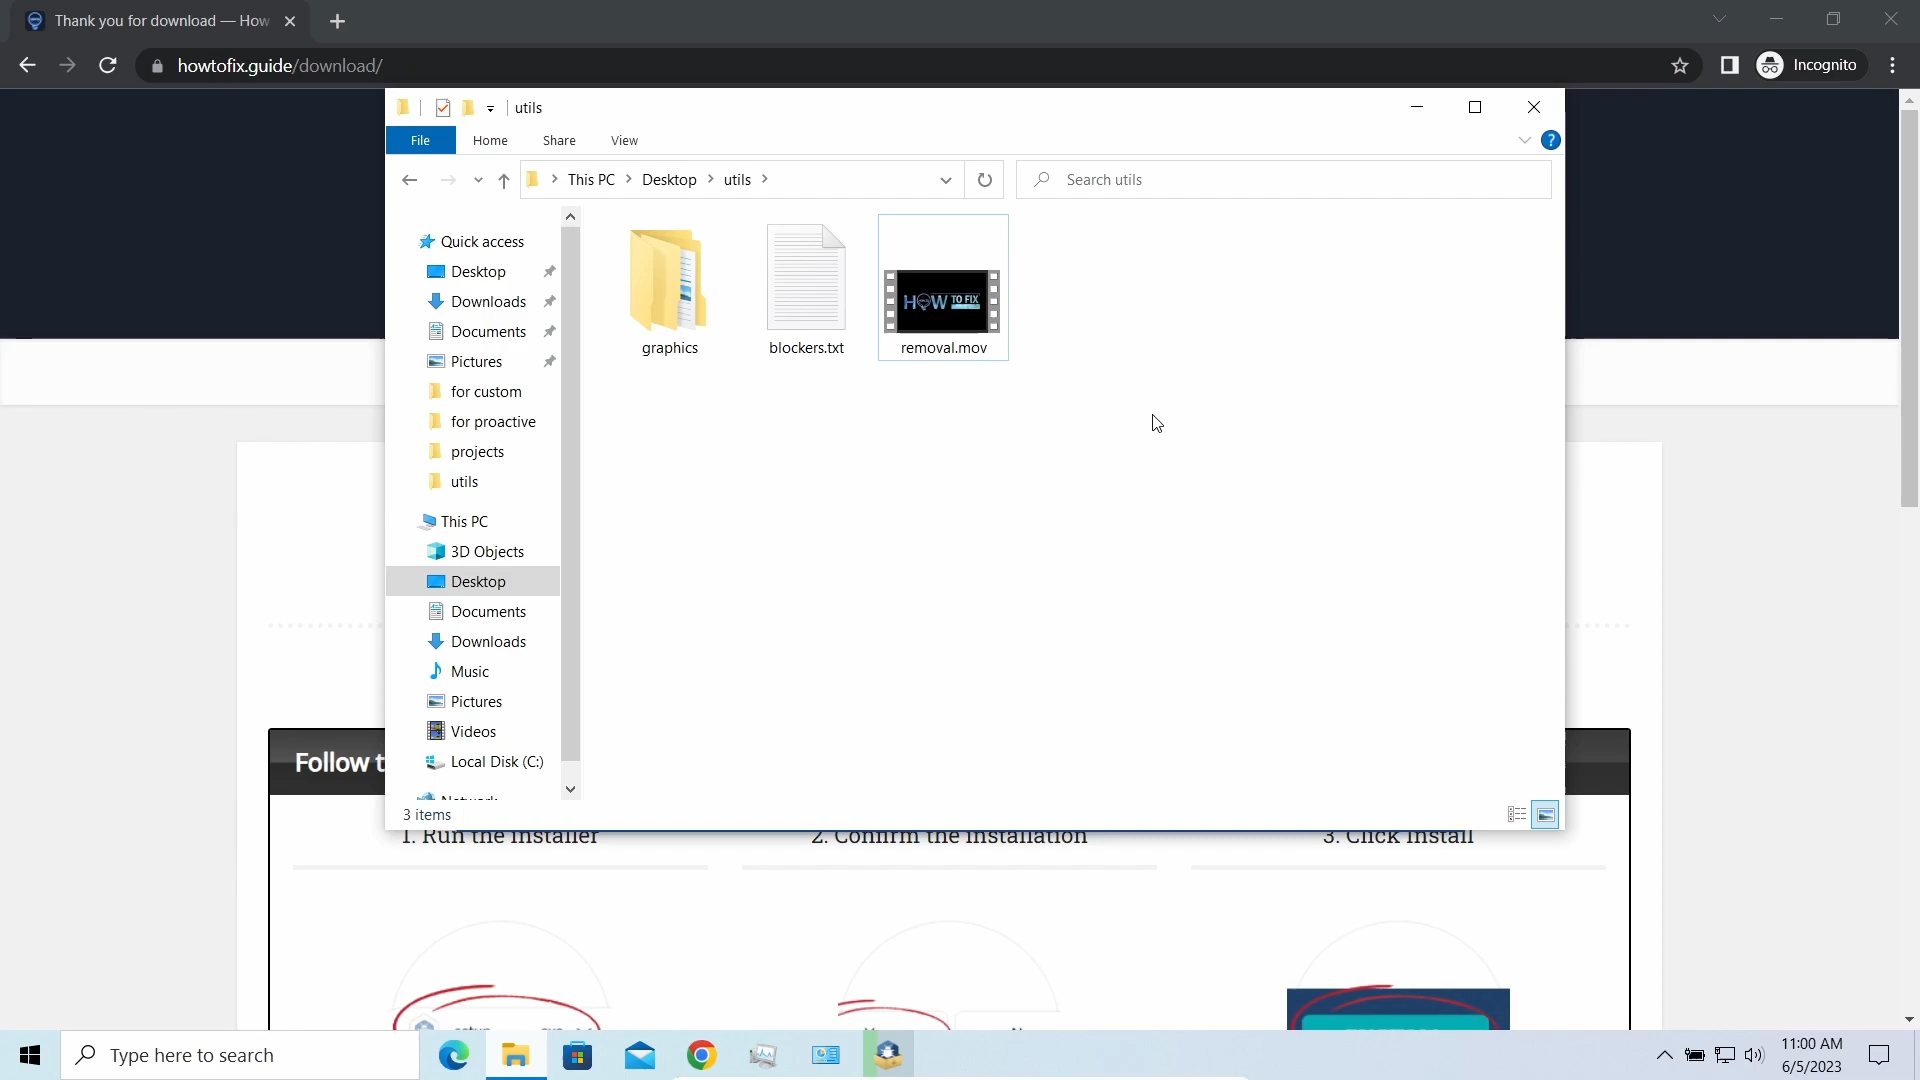 Thank you for download — How
howtofix.guide/download/
Incognito
utils
File
Home
Share
View
This PC
Desktop
utils
Search utils
Quick access
Desktop
Downloads
Documents
Pictures
for custom
for proactive
projects
utils
This PC
3D Objects
Desktop
Documents
Downloads
Music
Pictures
Videos
Local Disk (C:)
Network
graphics
blockers.txt
HOW TO FIX
removal.mov
3 items
Follow t
1. Run the installer
2. Confirm the installation
3. Click Install
Type here to search
11:00 AM
6/5/2023